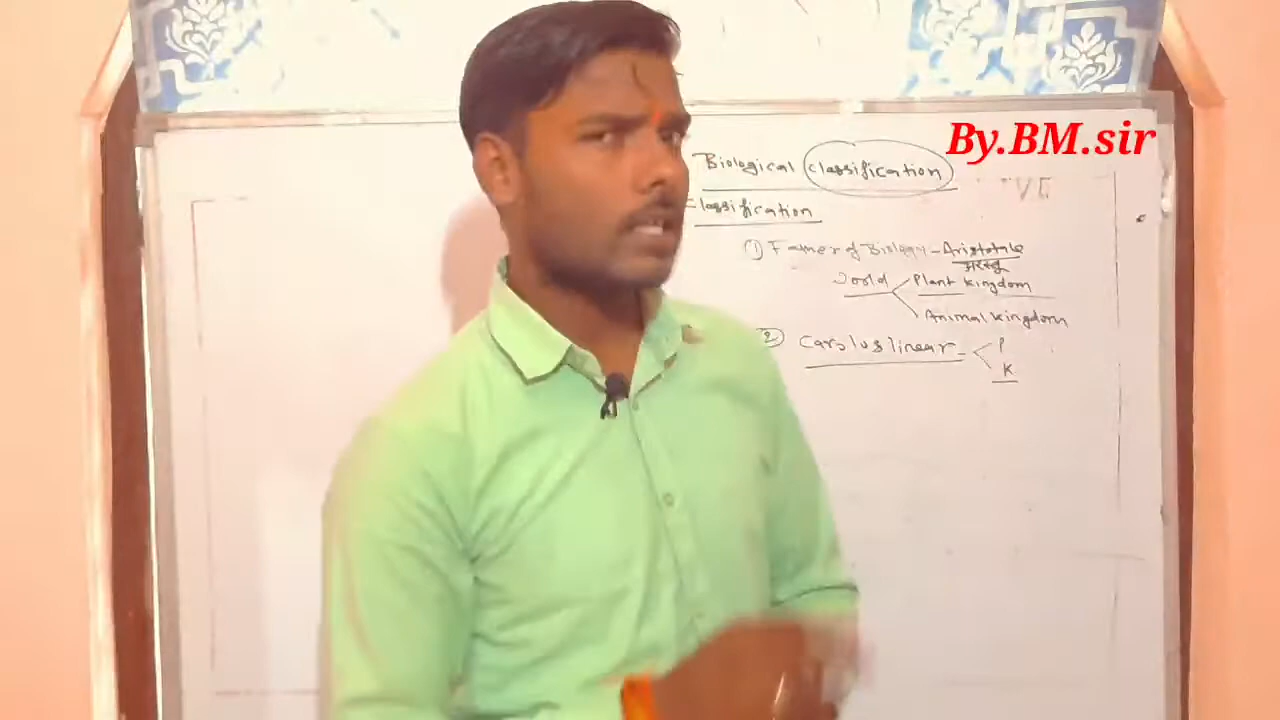 By.BM.sir
Biological classification
classification
① Father of Biology - Aristotale
अरस्तू
World Plant kingdom
Animal kingdom
② Carolus linear - P
K